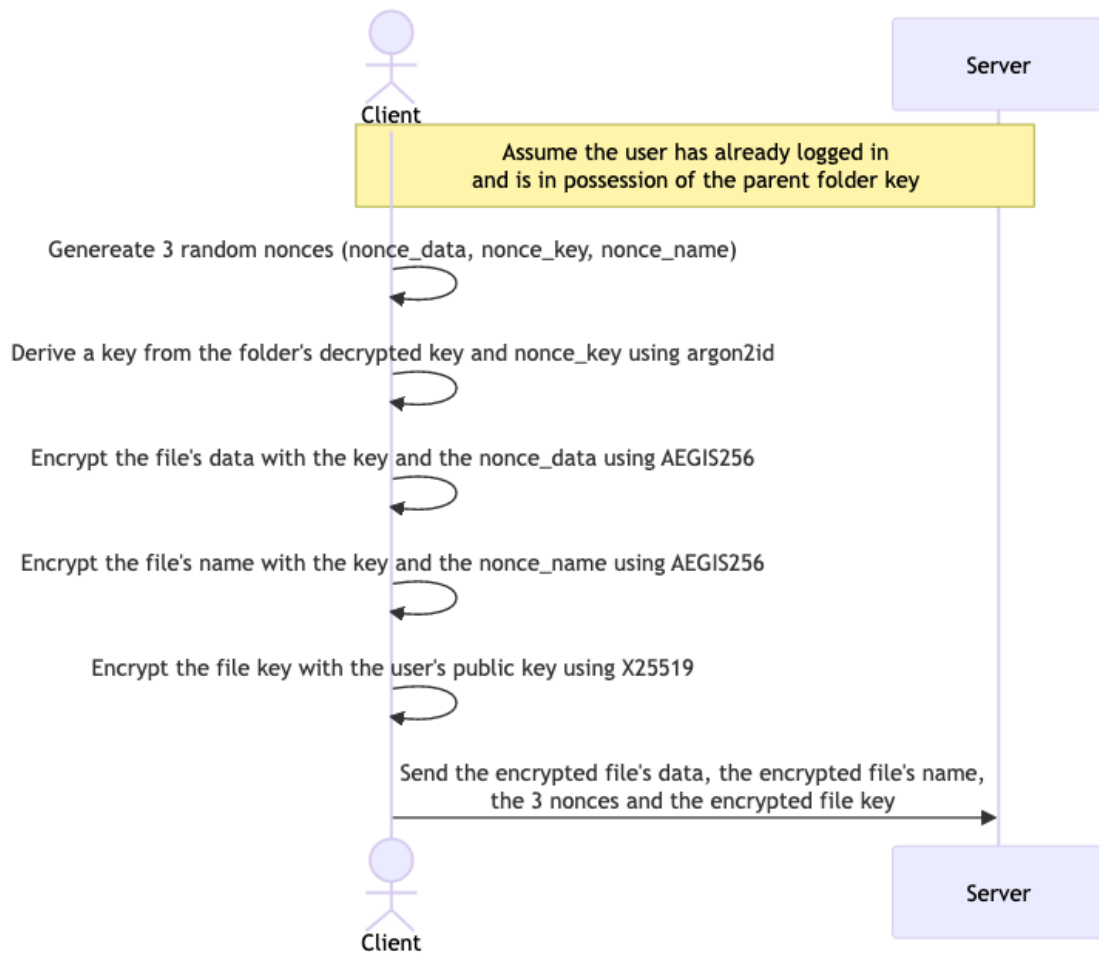 Client
Server
Assume the user has already logged in
and is in possession of the parent folder key
Genereate 3 random nonces (nonce_data, nonce_key, nonce_name)
Derive a key from the folder's decrypted key and nonce_key using argon2id
Encrypt the file's data with the key and the nonce_data using AEGIS256
Encrypt the file's name with the key and the nonce_name using AEGIS256
Encrypt the file key with the user's public key using X25519
Send the encrypted file's data, the encrypted file's name,
the 3 nonces and the encrypted file key
Client
Server